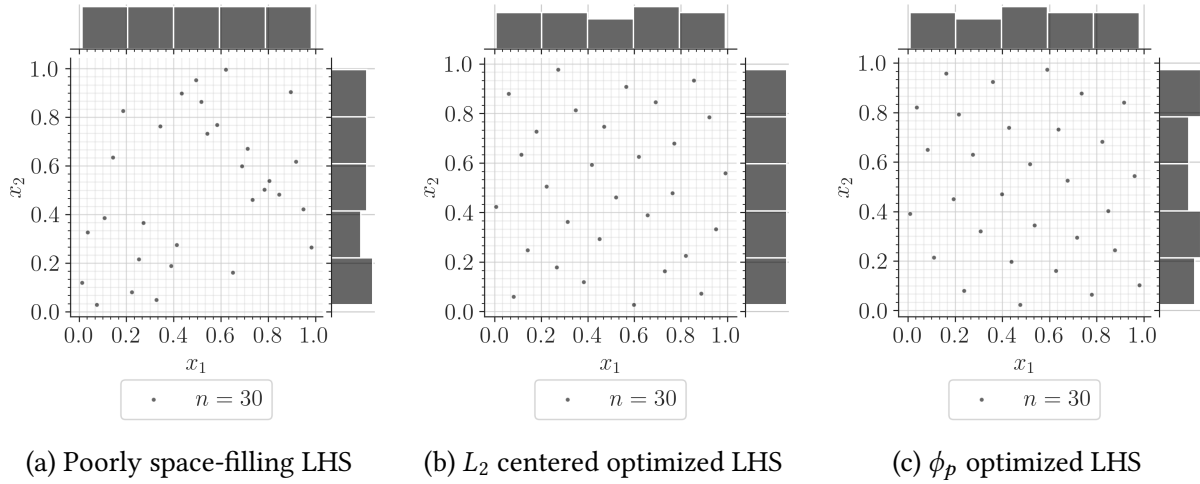 1.0
0.8
0.6
0.4
0.2
0.0
x₂
0.0 0.2 0.4 0.6 0.8 1.0
x₁
n = 30
(a) Poorly space-filling LHS
1.0
0.8
0.6
0.4
0.2
0.0
x₂
0.0 0.2 0.4 0.6 0.8 1.0
x₁
n = 30
(b) L₂ centered optimized LHS
1.0
0.8
0.6
0.4
0.2
0.0
x₂
0.0 0.2 0.4 0.6 0.8 1.0
x₁
n = 30
(c) ϕₚ optimized LHS